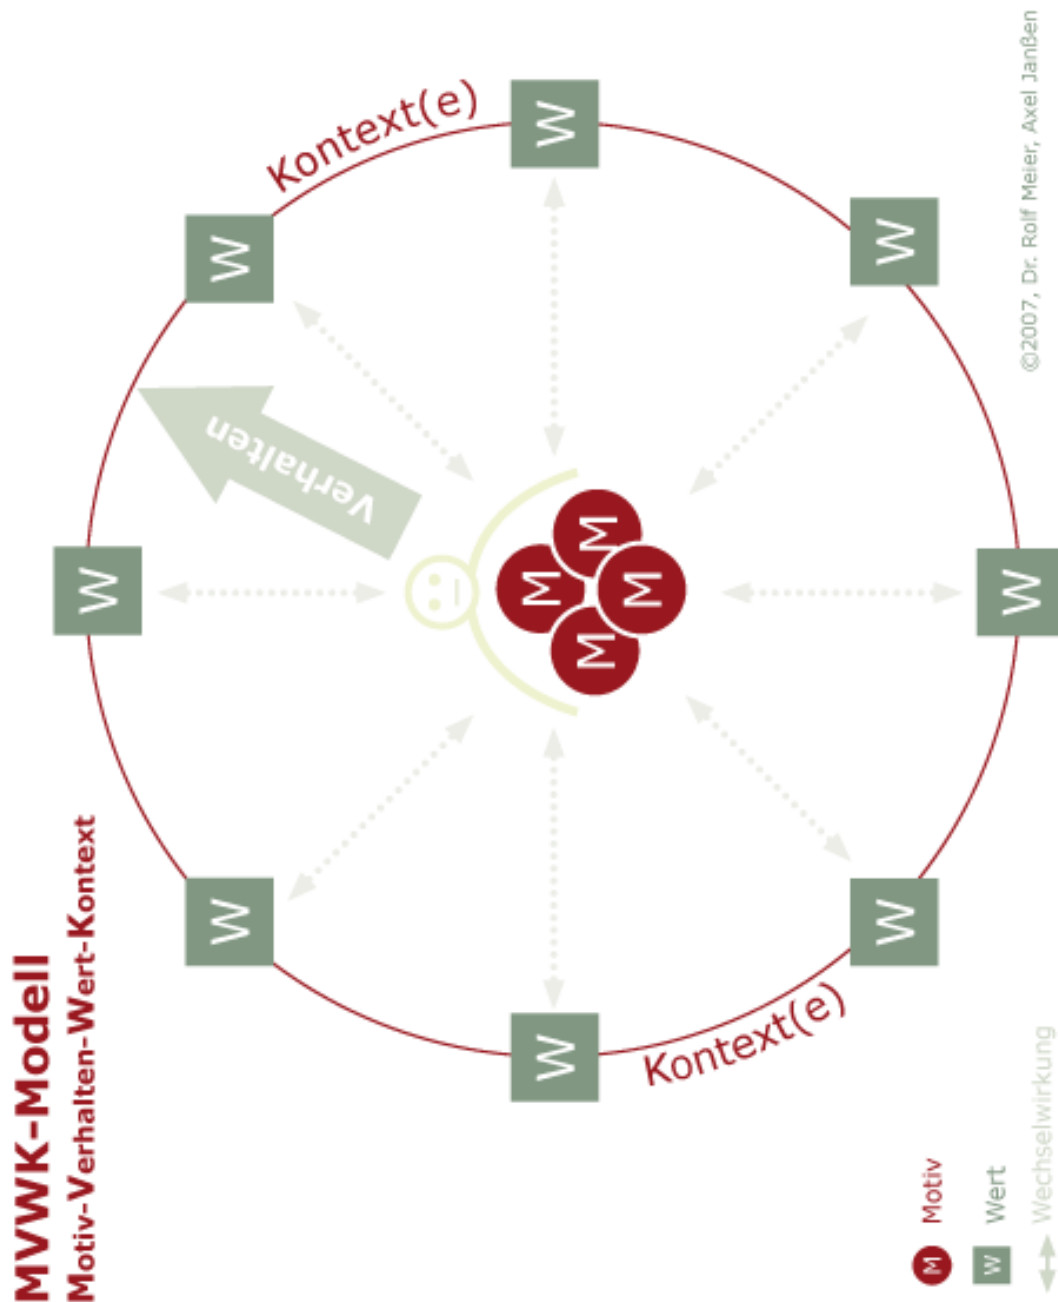 MVWK-Modell
Motiv-Verhalten-Wert-Kontext
W
W
W
W
W
W
W
W
Kontext(e)
Kontext(e)
Verhalten
M
M
M
M
M Motiv
W Wert
Wechselwirkung
©2007, Dr. Rolf Meier, Axel Janßen